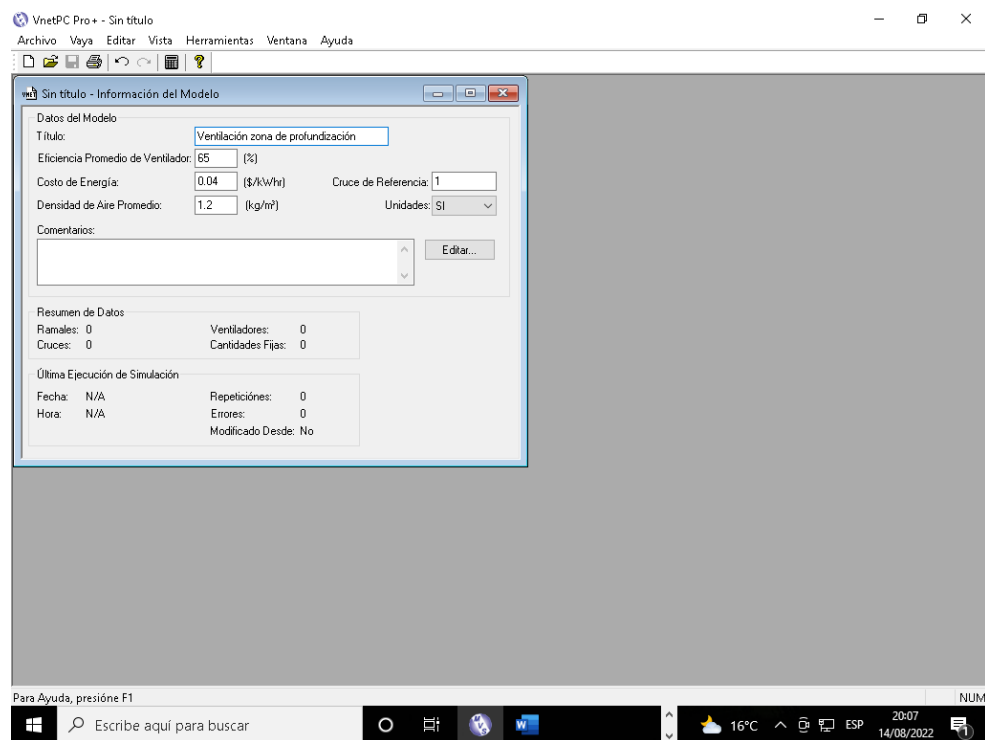 VnetPC Pro+ - Sin título
Archivo Vaya Editar Vista Herramientas Ventana Ayuda
Sin título - Información del Modelo
Datos del Modelo
Título: Ventilación zona de profundización
Eficiencia Promedio de Ventilador: 65 (%)
Costo de Energía: 0.04 ($/kWhr) Cruce de Referencia: 1
Densidad de Aire Promedio: 1.2 (kg/m³) Unidades: SI
Comentarios:
Editar...
Resumen de Datos
Ramales: 0 Ventiladores: 0
Cruces: 0 Cantidades Fijas: 0
Última Ejecución de Simulación
Fecha: N/A Repeticiónes: 0
Hora: N/A Errores: 0
Modificado Desde: No
Para Ayuda, presióne F1 NUM
Escribe aquí para buscar 16°C ESP 20:07
14/08/2022 1